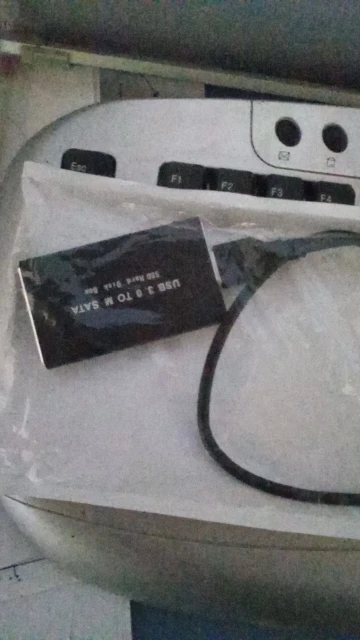 Esc
F1
F2
F3
F4
USB 3.0 TO M SATA
SSD Hard Disk Box